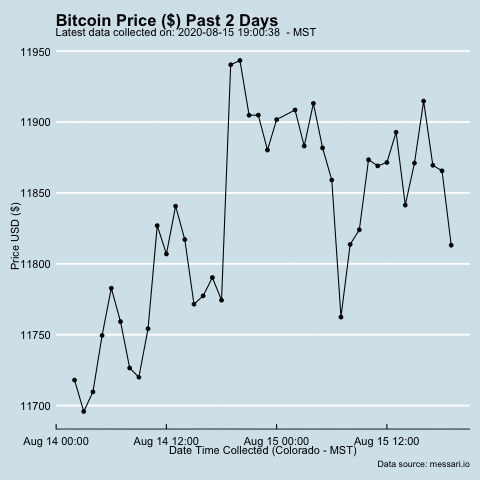 Bitcoin Price ($) Past 2 Days
Latest data collected on: 2020-08-15 19:00:38  - MST
11950
11900
11850
11800
11750
11700
Price USD ($)
Aug 14 00:00 Aug 14 12:00 Aug 15 00:00 Aug 15 12:00
Date Time Collected (Colorado - MST)
Data source: messari.io